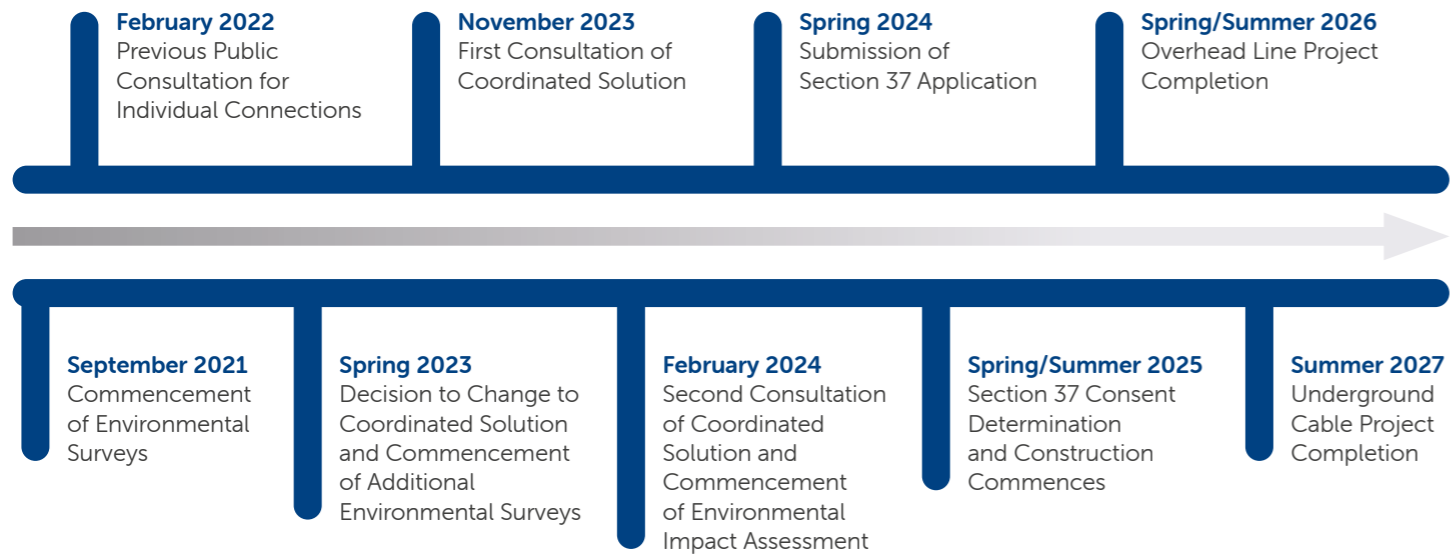 February 2022
Previous Public
Consultation for
Individual Connections
November 2023
First Consultation of
Coordinated Solution
Spring 2024
Submission of
Section 37 Application
Spring/Summer 2026
Overhead Line Project
Completion
September 2021
Commencement
of Environmental
Surveys
Spring 2023
Decision to Change to
Coordinated Solution
and Commencement
of Additional
Environmental Surveys
February 2024
Second Consultation
of Coordinated
Solution and
Commencement
of Environmental
Impact Assessment
Spring/Summer 2025
Section 37 Consent
Determination
and Construction
Commences
Summer 2027
Underground
Cable Project
Completion